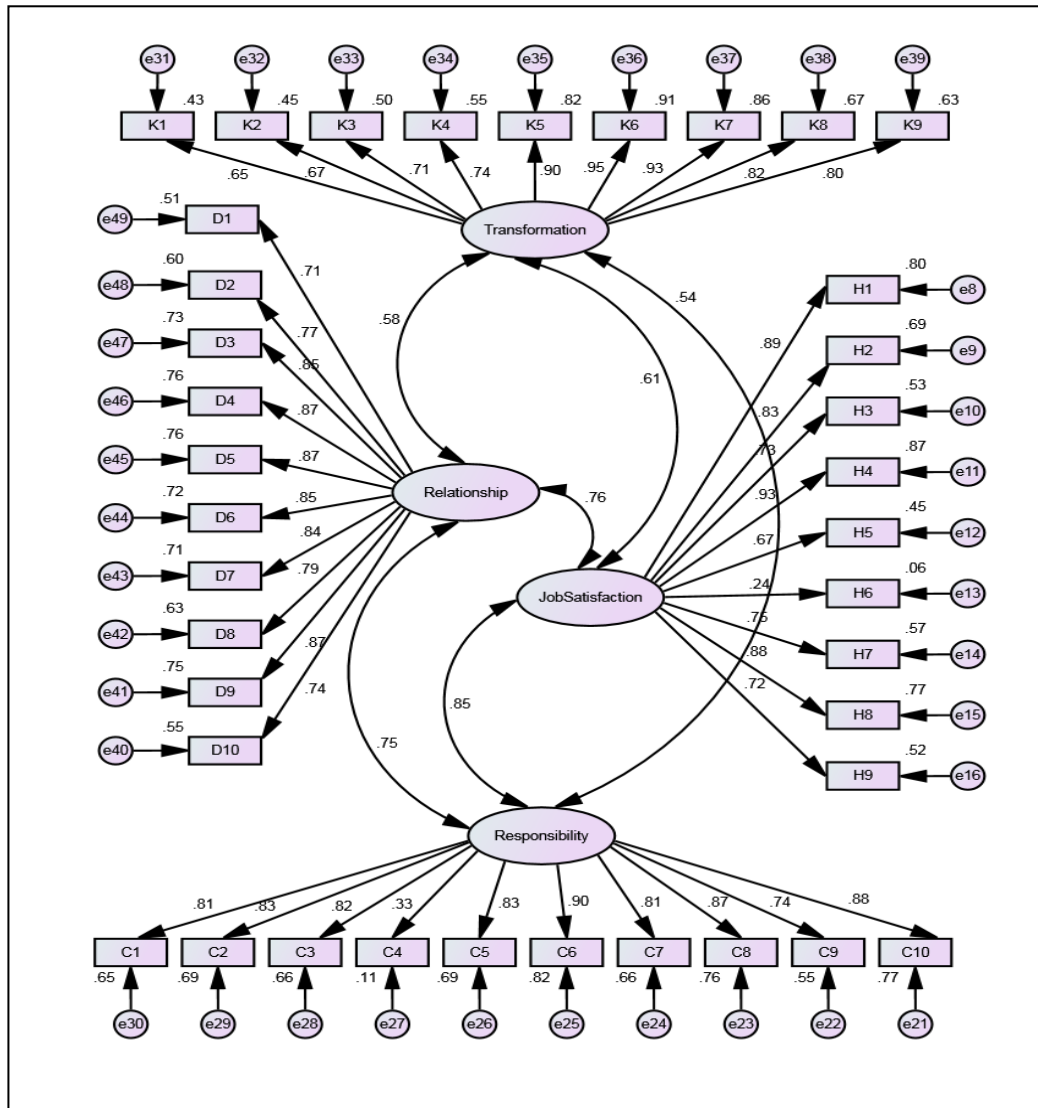 e31 e32 e33 e34 e35 e36 e37 e38 e39
.43 .45 .50 .55 .82 .91 .86 .67 .63
K1 K2 K3 K4 K5 K6 K7 K8 K9
.65 .67 .71 .74 .90 .95 .93 .82 .80
Transformation
.58 .61 .54
e49 .51 D1 .71
e48 .60 D2 .77
e47 .73 D3 .85
e46 .76 D4 .87
e45 .76 D5 .87
e44 .72 D6 .85
e43 .71 D7 .84
e42 .63 D8 .79
e41 .75 D9 .87
e40 .55 D10 .74
Relationship
.76
JobSatisfaction
.89 H1 .80 e8
.83 H2 .69 e9
.73 H3 .53 e10
.93 H4 .87 e11
.67 H5 .45 e12
.24 H6 .06 e13
.75 H7 .57 e14
.88 H8 .77 e15
.72 H9 .52 e16
.85
.75
Responsibility
.81 .83 .82 .33 .83 .90 .81 .87 .74 .88
C1 C2 C3 C4 C5 C6 C7 C8 C9 C10
.65 .69 .66 .11 .69 .82 .66 .76 .55 .77
e30 e29 e28 e27 e26 e25 e24 e23 e22 e21